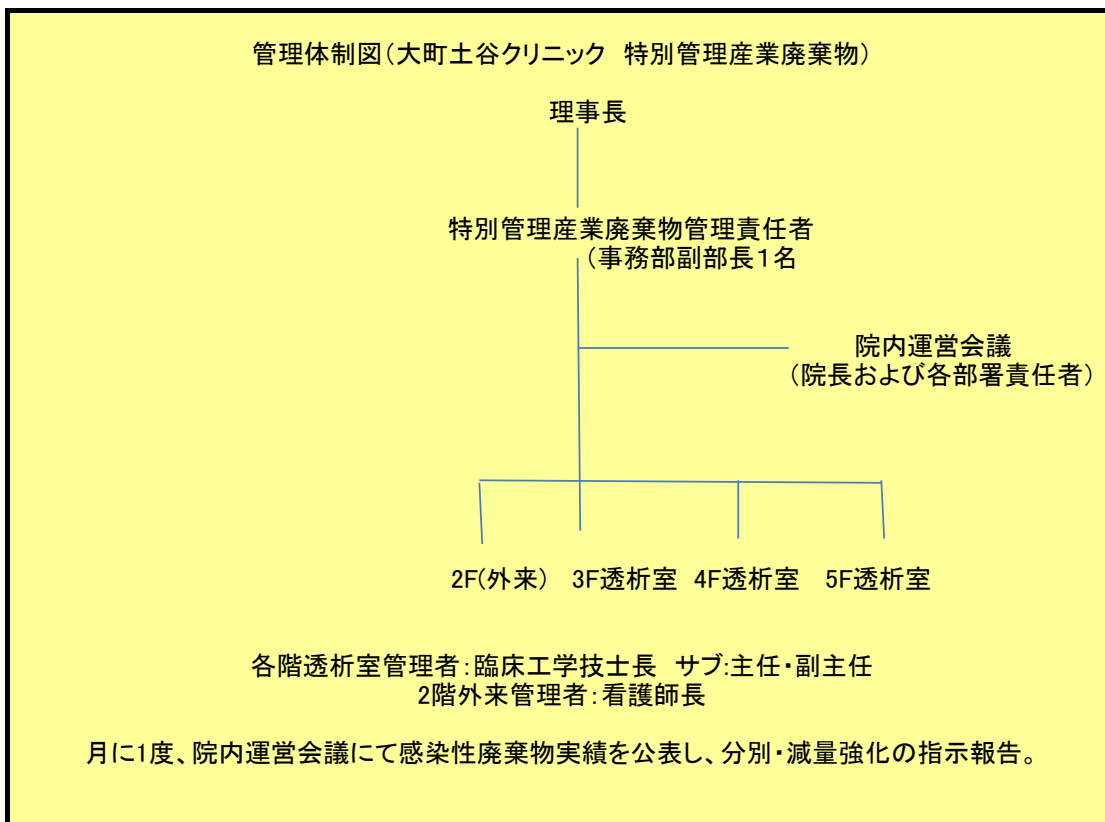 管理体制図(大町土谷クリニック　特別管理産業廃棄物)
理事長
特別管理産業廃棄物管理責任者
(事務部副部長１名
院内運営会議
(院長および各部署責任者)
2F(外来)　3F透析室　4F透析室　5F透析室
各階透析室管理者:臨床工学技士長　サブ:主任・副主任
2階外来管理者:看護師長
月に1度、院内運営会議にて感染性廃棄物実績を公表し、分別・減量強化の指示報告。